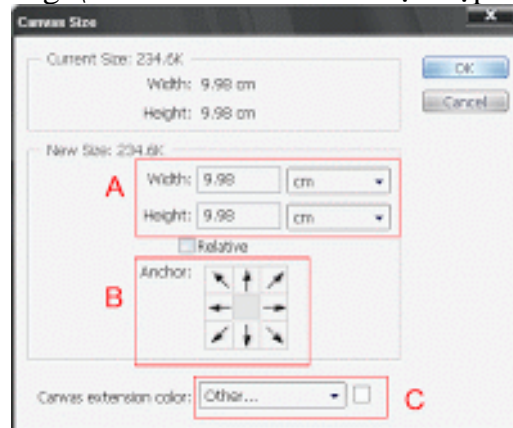 Canvas Size
Current Size: 234.6K
Width: 9.98 cm
Height: 9.98 cm
OK
Cancel
New Size: 234.6K
A
Width: 9.98 cm
Height: 9.98 cm
Relative
Anchor:
B
Canvas extension color: Other...
C